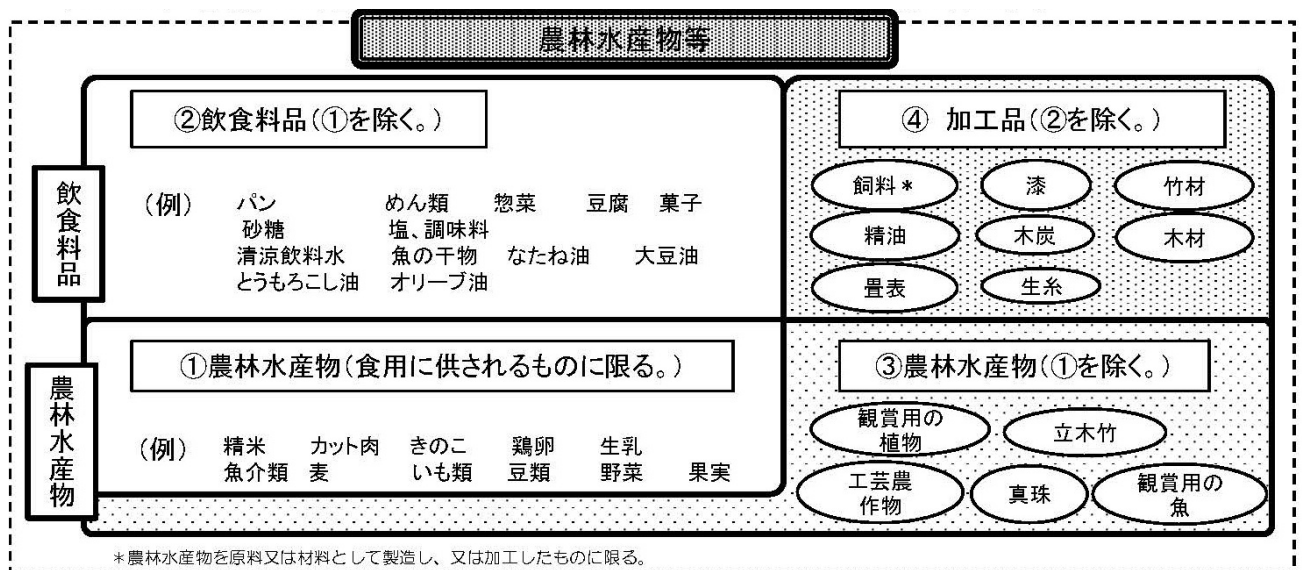 農林水産物等
飲食料品
②飲食料品(①を除く。)
(例) パン めん類 惣菜 豆腐 菓子
砂糖 塩、調味料
清涼飲料水 魚の干物 なたね油 大豆油
とうもろこし油 オリーブ油
④ 加工品(②を除く。)
飼料* 漆 竹材
精油 木炭 木材
畳表 生糸
農林水産物
①農林水産物(食用に供されるものに限る。)
(例) 精米 カット肉 きのこ 鶏卵 生乳
魚介類 麦 いも類 豆類 野菜 果実
③農林水産物(①を除く。)
観賞用の
植物
立木竹
工芸農
作物
真珠
観賞用の
魚
*農林水産物を原料又は材料として製造し、又は加工したものに限る。